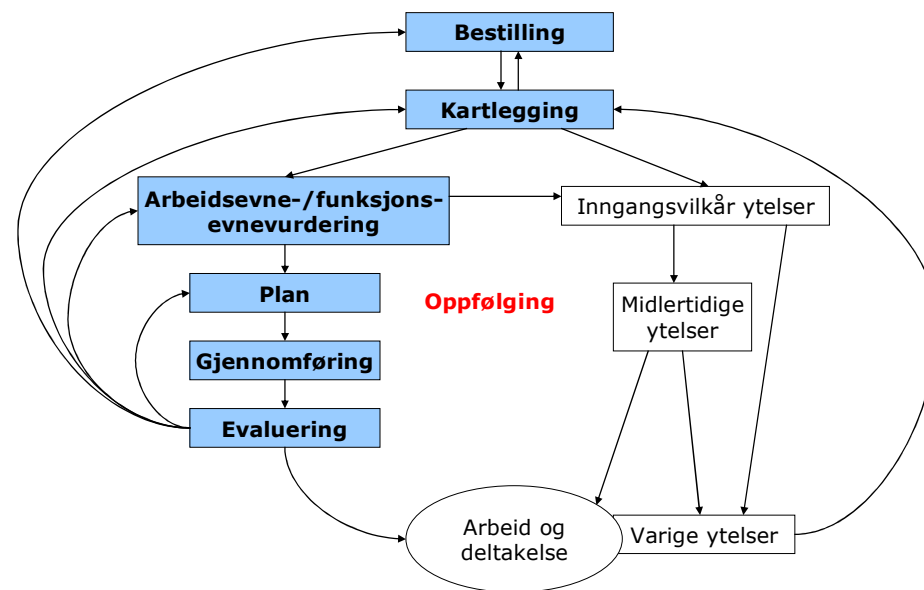 Bestilling
Kartlegging
Arbeidsevne-/funksjons-
evnevurdering
Inngangsvilkår ytelser
Plan
Oppfølging
Midlertidige
ytelser
Gjennomføring
Evaluering
Arbeid og
deltakelse
Varige ytelser